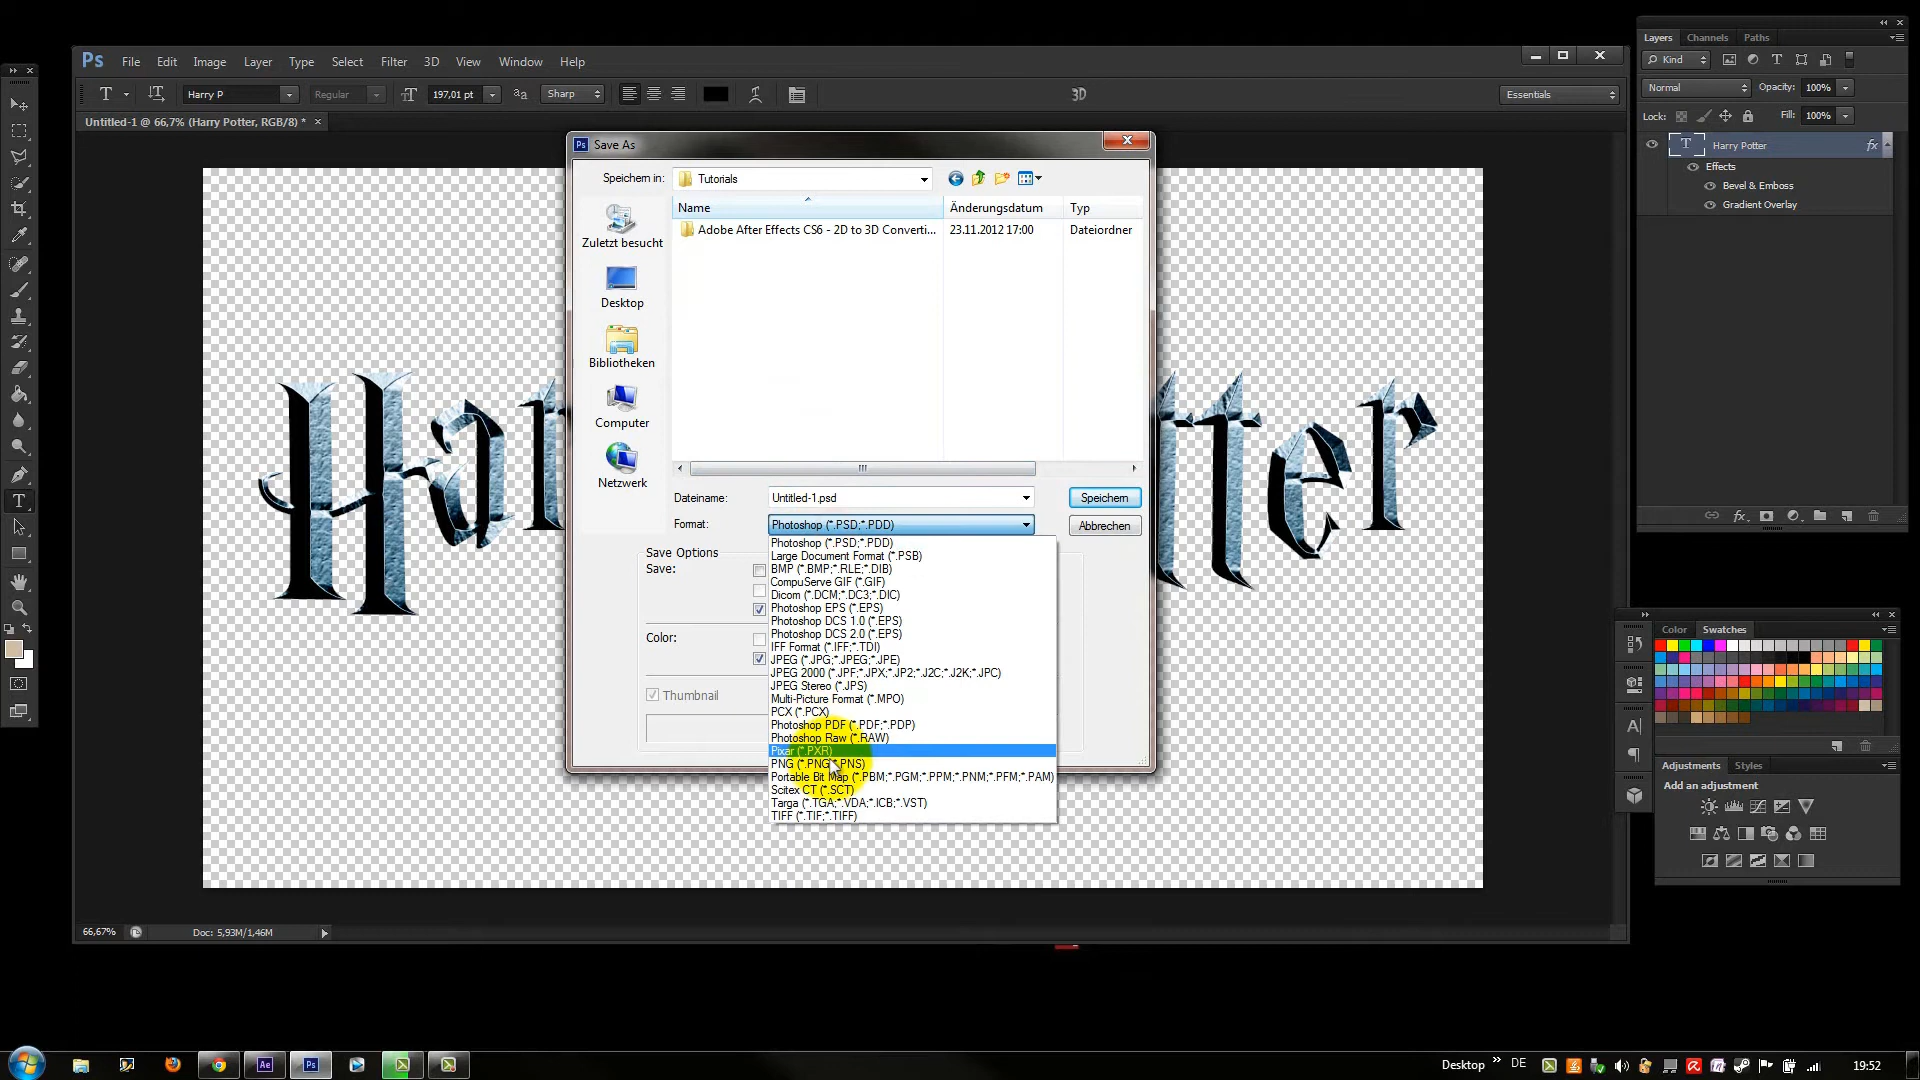 Ps File Edit Image Layer Type Select Filter 3D View Window Help
T Harry P Regular 197,01 pt aa Sharp 3D Essentials
Untitled-1 @ 66,7% (Harry Potter, RGB/8) * ×
Layers Channels Paths
Kind
Normal Opacity: 100%
Lock: Fill: 100%
T Harry Potter fx
Effects
Bevel & Emboss
Gradient Overlay
Ps Save As
Speichern in: Tutorials
Name Änderungsdatum Typ
Adobe After Effects CS6 - 2D to 3D Converti... 23.11.2012 17:00 Dateiordner
Zuletzt besucht
Desktop
Bibliotheken
Computer
Netzwerk
Har tter
Dateiname: Untitled-1.psd Speichern
Format: Photoshop (*.PSD;*.PDD) Abbrechen
Save Options
Save:
Color:
Thumbnail
Photoshop (*.PSD;*.PDD)
Large Document Format (*.PSB)
BMP (*.BMP;*.RLE;*.DIB)
CompuServe GIF (*.GIF)
Dicom (*.DCM;*.DC3;*.DIC)
Photoshop EPS (*.EPS)
Photoshop DCS 1.0 (*.EPS)
Photoshop DCS 2.0 (*.EPS)
IFF Format (*.IFF;*.TDI)
JPEG (*.JPG;*.JPEG;*.JPE)
JPEG 2000 (*.JPF;*.JPX;*.JP2;*.J2C;*.J2K;*.JPC)
JPEG Stereo (*.JPS)
Multi-Picture Format (*.MPO)
PCX (*.PCX)
Photoshop PDF (*.PDF;*.PDP)
Photoshop Raw (*.RAW)
Pixar (*.PXR)
PNG (*.PNG;*.PNS)
Portable Bit Map (*.PBM;*.PGM;*.PPM;*.PNM;*.PFM;*.PAM)
Scitex CT (*.SCT)
Targa (*.TGA;*.VDA;*.ICB;*.VST)
TIFF (*.TIF;*.TIFF)
Color Swatches
Adjustments Styles
Add an adjustment
66,67% Doc: 5,93M/1,46M
Ae Ps
Desktop » DE 19:52